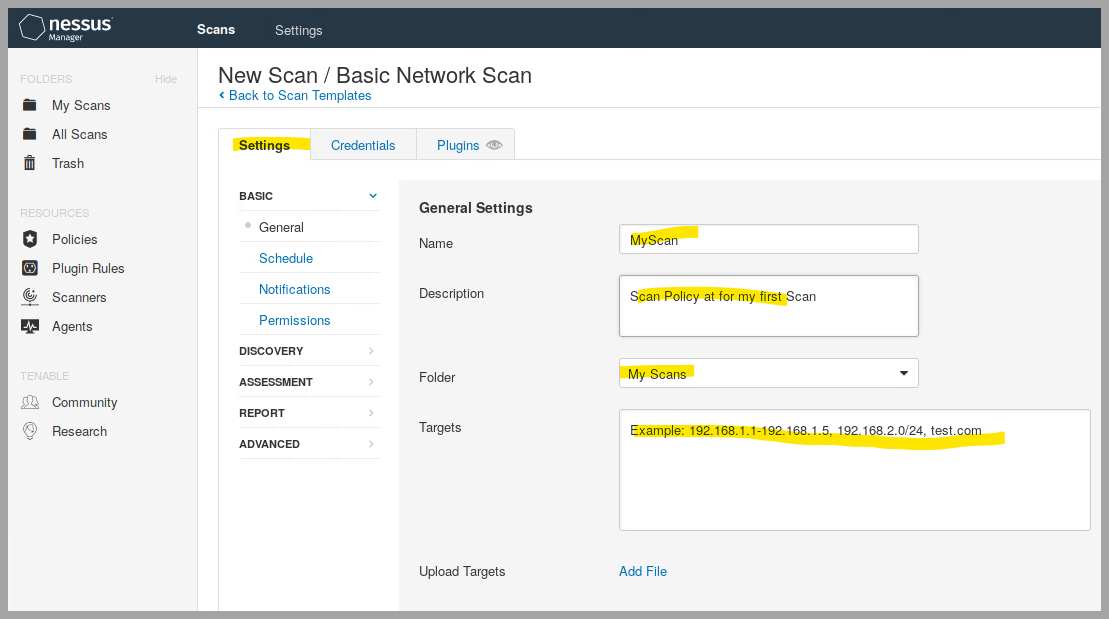 nessus
Manager
Scans
Settings
FOLDERS
Hide
My Scans
All Scans
Trash
RESOURCES
Policies
Plugin Rules
Scanners
Agents
TENABLE
Community
Research
New Scan / Basic Network Scan
Back to Scan Templates
Settings
Credentials
Plugins
BASIC
General
Schedule
Notifications
Permissions
DISCOVERY
ASSESSMENT
REPORT
ADVANCED
General Settings
Name
MyScan
Description
Scan Policy at for my first Scan
Folder
My Scans
Targets
Example: 192.168.1.1-192.168.1.5, 192.168.2.0/24, test.com
Upload Targets
Add File